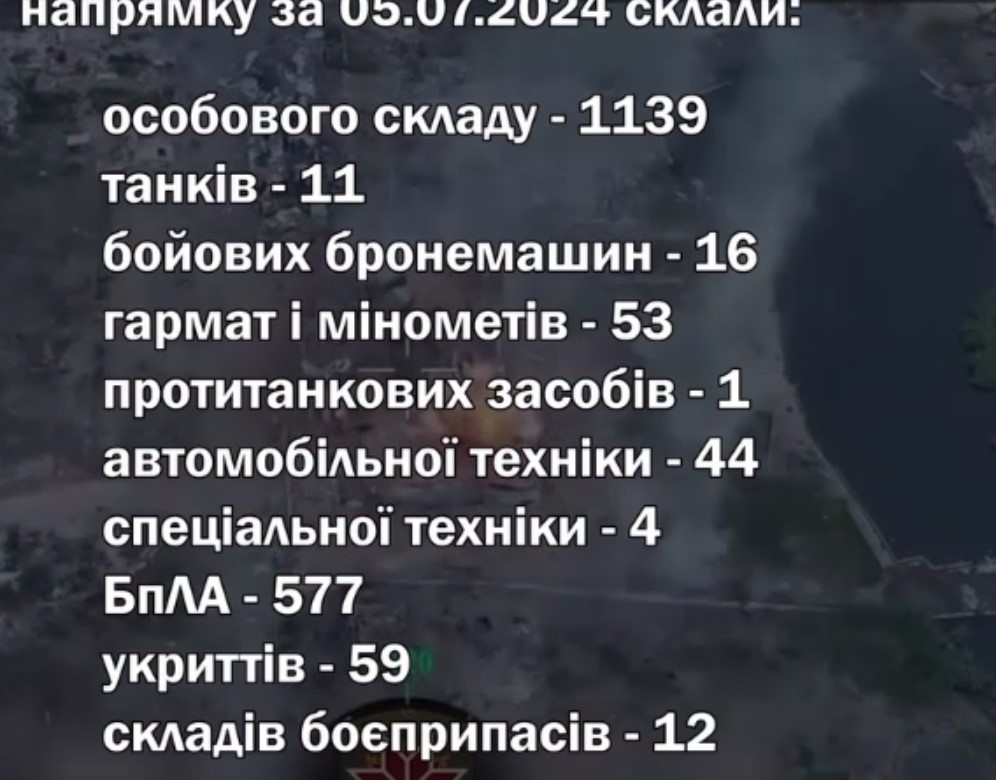 напрямку за 05.07.2024 склали:
особового складу - 1139
танків - 11
бойових бронемашин - 16
гармат і мінометів - 53
протитанкових засобів - 1
автомобільної техніки - 44
спеціальної техніки - 4
БпЛА - 577
укриттів - 59
складів боєприпасів - 12